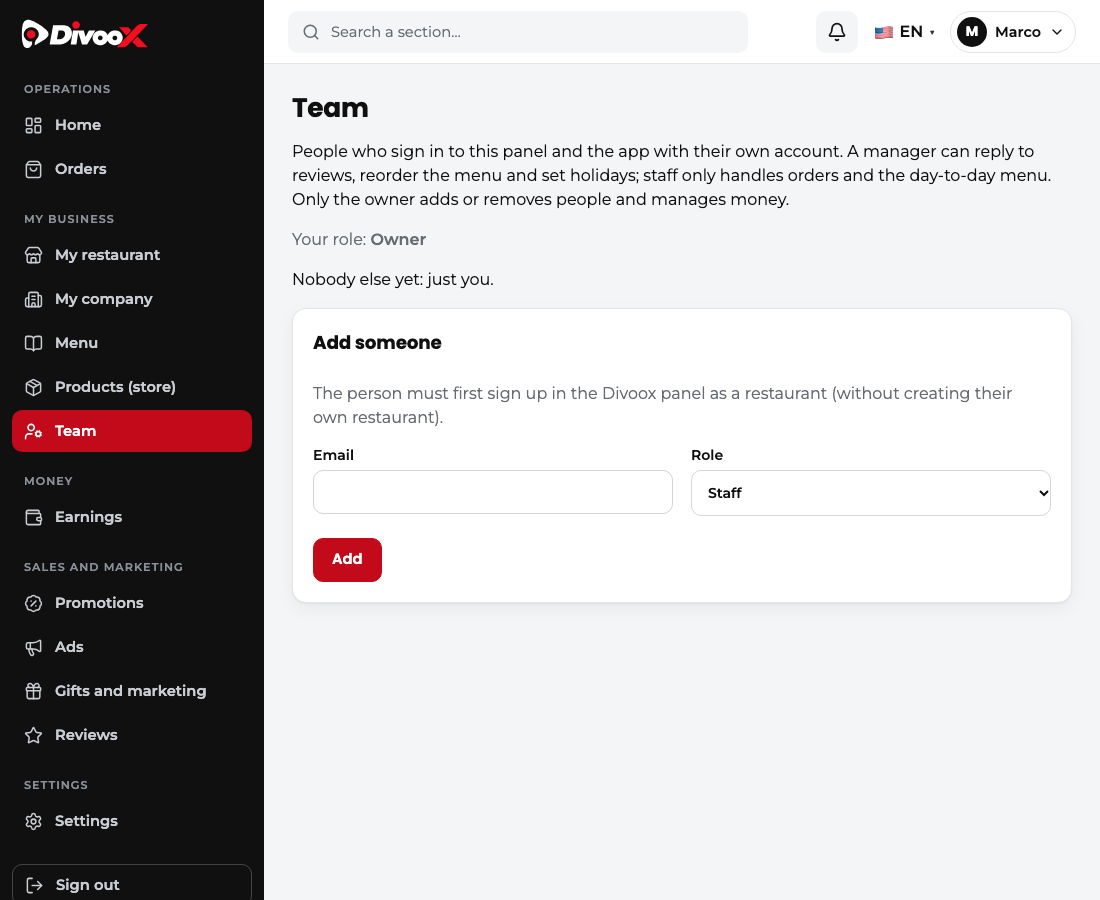 DivooX
Search a section...
EN
M
Marco
OPERATIONS
Home
Orders
MY BUSINESS
My restaurant
My company
Menu
Products (store)
Team
MONEY
Earnings
SALES AND MARKETING
Promotions
Ads
Gifts and marketing
Reviews
SETTINGS
Settings
Sign out
Team
People who sign in to this panel and the app with their own account. A manager can reply to
reviews, reorder the menu and set holidays; staff only handles orders and the day-to-day menu.
Only the owner adds or removes people and manages money.
Your role: Owner
Nobody else yet: just you.
Add someone
The person must first sign up in the Divoox panel as a restaurant (without creating their
own restaurant).
Email
Role
Staff
Add